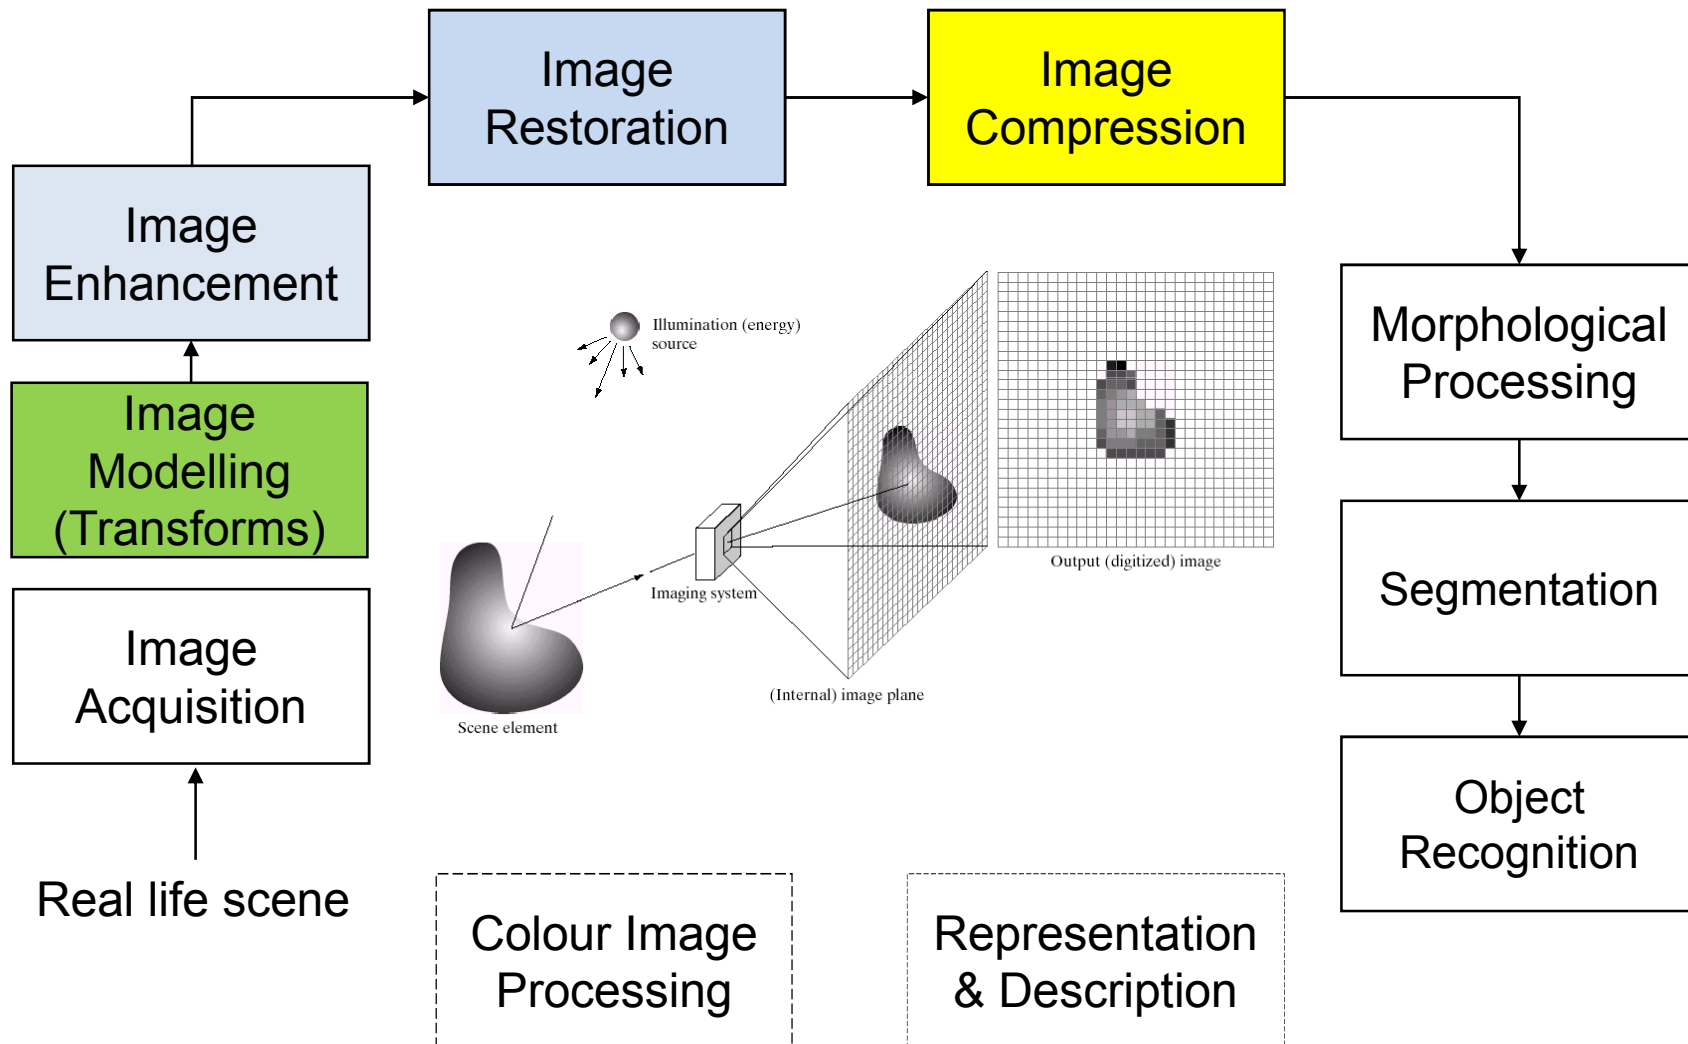 Image
Restoration
Image
Compression
Image
Enhancement
Image
Modelling
(Transforms)
Image
Acquisition
Real life scene
Illumination (energy)
source
Scene element
Imaging system
(Internal) image plane
Output (digitized) image
Morphological
Processing
Segmentation
Object
Recognition
Colour Image
Processing
Representation
& Description